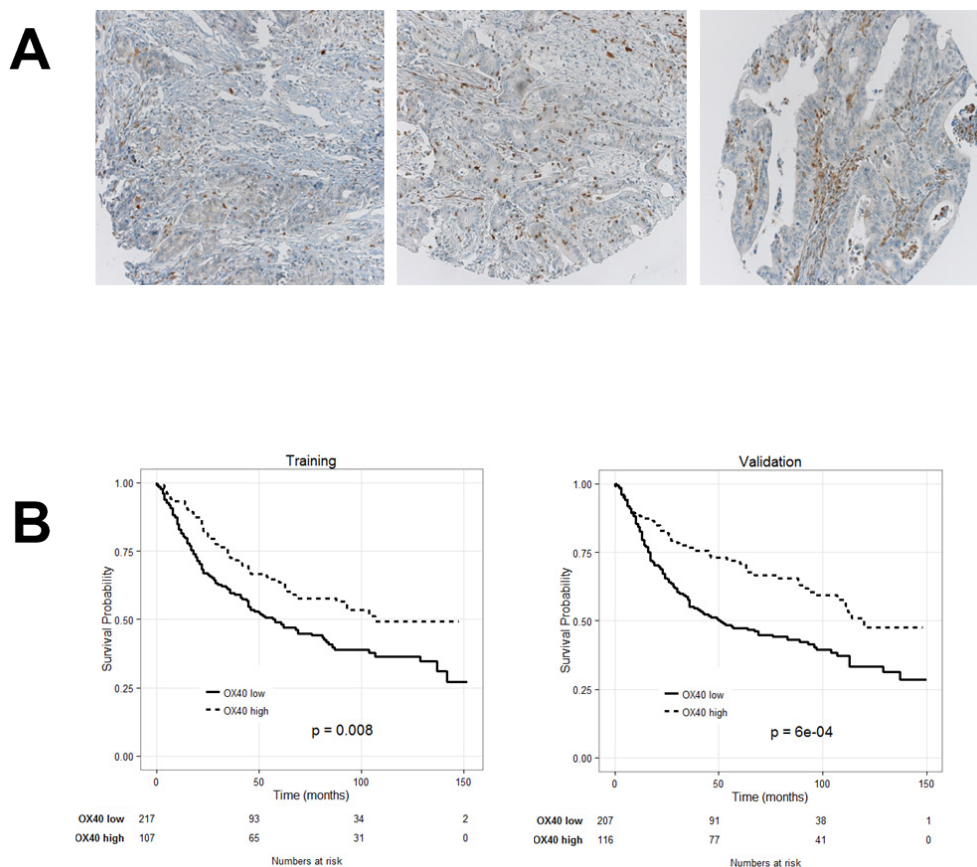 A
B
Training
Survival Probability
1.00
0.75
0.50
0.25
0.00
OX40 low
OX40 high
p = 0.008
0 50 100 150
Time (months)
OX40 low 217 93 34 2
OX40 high 107 65 31 0
Numbers at risk
Validation
Survival Probability
1.00
0.75
0.50
0.25
0.00
OX40 low
OX40 high
p = 6e-04
0 50 100 150
Time (months)
OX40 low 207 91 38 1
OX40 high 116 77 41 0
Numbers at risk